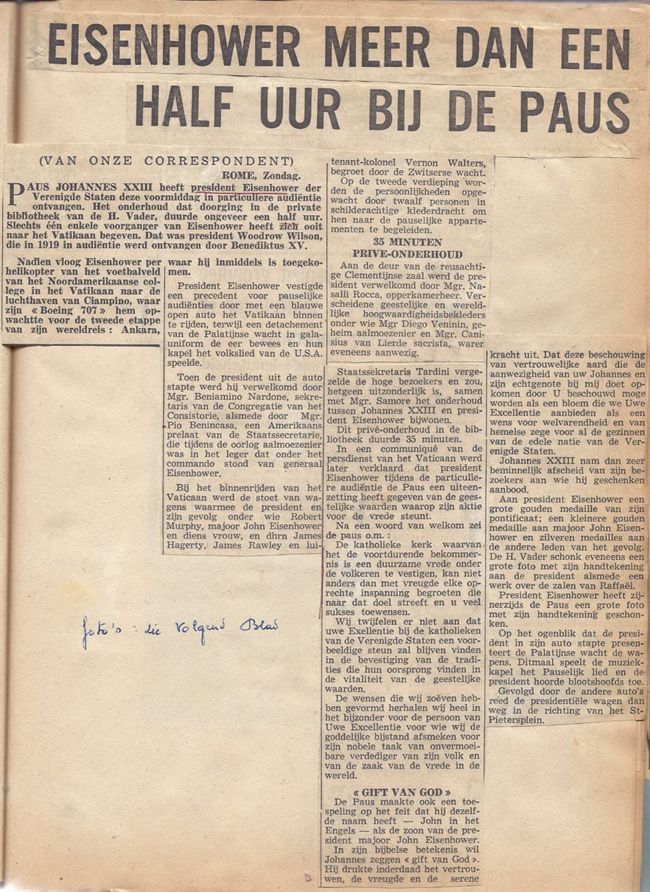 EISENHOWER MEER DAN EEN
HALF UUR BIJ DE PAUS
(VAN ONZE CORRESPONDENT)
ROME, Zondag.
PAUS JOHANNES XXIII heeft president Eisenhower der
Verenigde Staten deze voormiddag in particuliere audiëntie
ontvangen. Het onderhoud dat doorging in de private
bibliotheek van de H. Vader, duurde ongeveer een half uur.
Slechts één enkele voorganger van Eisenhower heeft zich ooit
naar het Vatikaan begeven. Dat was president Woodrow Wilson,
die in 1919 in audiëntie werd ontvangen door Benediktus XV.
Nadien vloog Eisenhower per
helikopter van het voetbalveld
van het Noordamerikaanse col-
lege in het Vatikaan naar de
luchthaven van Ciampino, waar
zijn « Boeing 707 » hem op-
wachtte voor de tweede etappe
van zijn wereldreis : Ankara,
waar hij inmiddels is toegeko-
men.
President Eisenhower vestigde
een precedent voor pauselijke
audiënties door met een blauwe
open auto het Vatikaan binnen
te rijden, terwijl een detachement
van de Palatijnse wacht in gala-
uniform de eer bewees en hun
kapel het volkslied van de U.S.A.
speelde.
Toen de president uit de auto
stapte werd hij verwelkomd door
Mgr. Beniamino Nardone, sekre-
taris van de Congregatie van het
Consistorie, alsmede door Mgr.
Pio Benincasa, een Amerikaans
prelaat van de Staatssecretarie,
die tijdens de oorlog aalmoezenier
was in het leger dat onder het
commando stond van generaal
Eisenhower.
Bij het binnenrijden van het
Vaticaan werd de stoet van wa-
gens waarmee de president en
zijn gevolg onder wie Robert
Murphy, majoor John Eisenhower
en diens vrouw, en dhrn James
Hagerty, James Rawley en lui-
tenant-kolonel Vernon Walters,
begroet door de Zwitserse wacht.
Op de tweede verdieping wor-
den de persoonlijkheden opge-
wacht door twaalf personen in
schilderachtige klederdracht om
hen naar de pauselijke apparte-
menten te begeleiden.
35 MINUTEN
PRIVE-ONDERHOUD
Aan de deur van de reusachti-
ge Clementijnse zaal werd de pre-
sident verwelkomd door Mgr. Na-
salli Rocca, opperkamerheer. Ver-
scheidene geestelijke en wereld-
lijke hoogwaardigheidsbekleders
onder wie Mgr Diego Veninin, ge-
heim aalmoezenier en Mgr. Cani-
sius van Lierde sacrista, waren
eveneens aanwezig.
Staatssekretaris Tardini verge-
zelde de hoge bezoekers en zou,
hetgeen uitzonderlijk is, samen
met Mgr. Samore het onderhoud
tussen Johannes XXIII en presi-
dent Eisenhower bijwonen.
Dit privé-onderhoud in de bib-
liotheek duurde 35 minuten.
In een communiqué van de
persdienst van het Vaticaan werd
later verklaard dat president
Eisenhower tijdens de particulie-
re audiëntie de Paus een uiteen-
zetting heeft gegeven van de gees-
telijke waarden waarop zijn aktie
voor de vrede steunt.
Na een woord van welkom zei
de paus o.m. :
De katholieke kerk waarvan
het de voortdurende bekommer-
nis is een duurzame vrede onder
de volkeren te vestigen, kan niet
anders dan met vreugde elke op-
rechte inspanning begroeten die
naar dat doel streeft en u veel
sukses toewensen.
Wij twijfelen er niet aan dat
uwe Exellentie bij de katholieken
van de Verenigde Staten een voor-
beeldige steun zal blijven vinden
in de bevestiging van de tradi-
ties die hun oorsprong vinden in
de vitaliteit van de geestelijke
waarden.
De wensen die wij zoëven heb-
ben gevormd herhalen wij heel in
het bijzonder voor de persoon van
Uwe Excellentie voor wie wij de
goddelijke bijstand afsmeken voor
zijn nobele taak van onvermoei-
bare verdediger van zijn volk en
van de zaak van de vrede in de
wereld.
« GIFT VAN GOD »
De Paus maakte ook een toe-
speling op het feit dat hij dezelf-
de naam heeft — John in het
Engels — als de zoon van de pre-
sident majoor John Eisenhower.
In zijn bijbelse betekenis wil
Johannes zeggen « gift van God ».
Hij drukte inderdaad het vertrou-
wen, de vreugde en de serene
kracht uit. Dat deze beschouwing
van vertrouwelijke aard die de
aanwezigheid van uw Johannes en
zijn echtgenote bij mij doet op-
komen door U beschouwd moge
worden als een bloem die we Uwe
Excellentie aanbieden als een
wens voor welvarendheid en van
hemelse zege voor al de gezinnen
van de edele natie van de Ver-
enigde Staten.
Johannes XXIII nam dan zeer
beminnelijk afscheid van zijn be-
zoekers aan wie hij geschenken
aanbood.
Aan president Eisenhower een
grote gouden medaille van zijn
pontificaat; een kleinere gouden
medaille aan majoor John Eisen-
hower en zilveren medailles aan
de andere leden van het gevolg.
De H. Vader schonk eveneens een
grote foto met zijn handtekening
aan de president alsmede een
werk over de zalen van Raffaël.
President Eisenhower heeft zij-
nerzijds de Paus een grote foto
met zijn handtekening geschon-
ken.
Op het ogenblik dat de presi-
dent in zijn auto stapte presen-
teert de Palatijnse wacht de wa-
pens. Ditmaal speelt de muziek-
kapel het Pauselijk lied en de
president hoorde blootshoofds toe.
Gevolgd door de andere auto's
reed de presidentiële wagen dan
weg in de richting van het St-
Pietersplein.
foto's : zie Volgend Blad